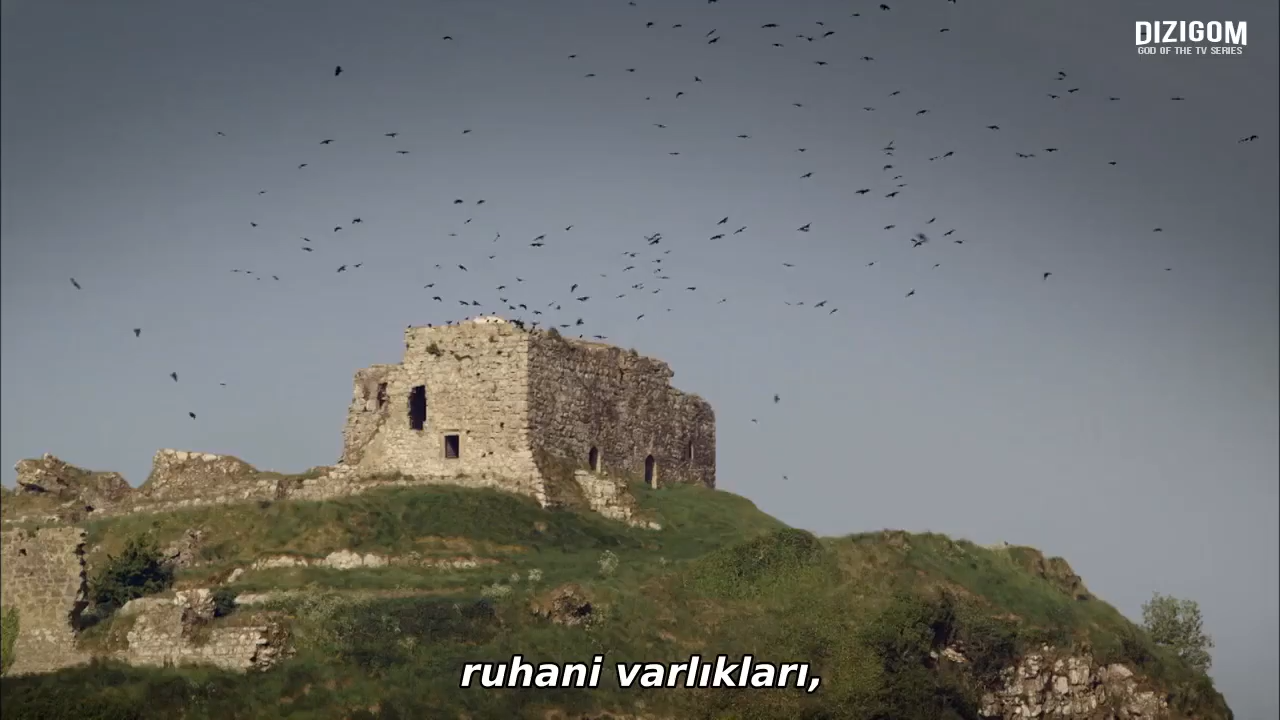 DIZIGOM
GOD OF THE TV SERIES
ruhani varlıkları,